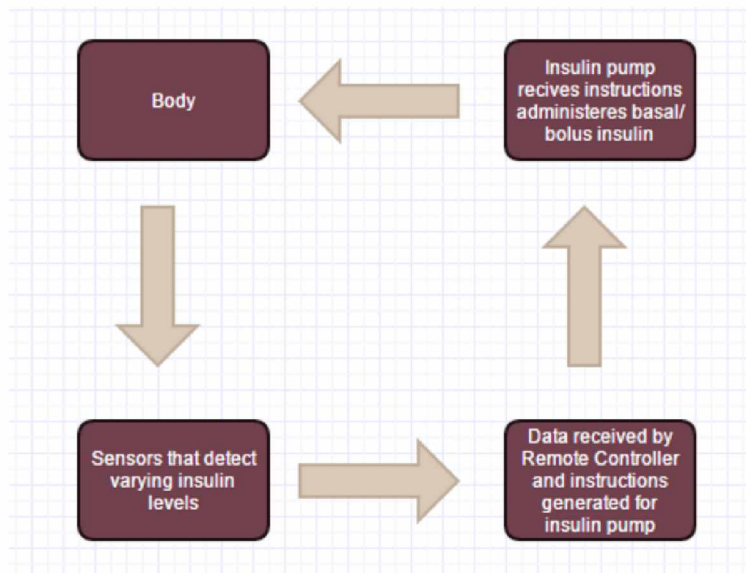 Body
Insulin pump
recives instructions
administeres basal/
bolus insulin
Sensors that detect
varying insulin
levels
Data received by
Remote Controller
and instructions
generated for
insulin pump